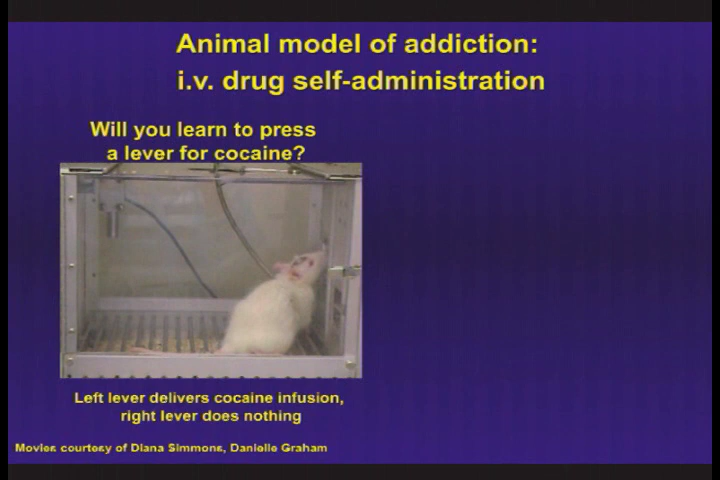 Animal model of addiction:
i.v. drug self-administration
Will you learn to press
a lever for cocaine?
Left lever delivers cocaine infusion,
right lever does nothing
Movies courtesy of Diana Simmons, Danielle Graham